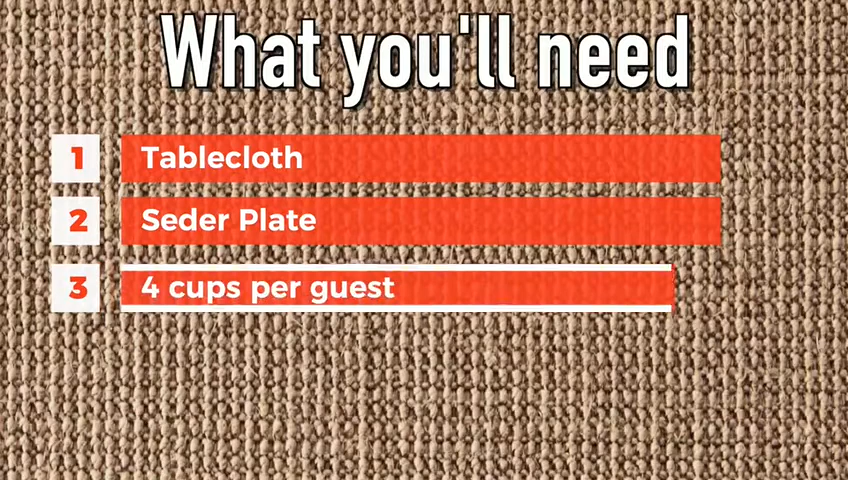 What you'll need
1 Tablecloth
2 Seder Plate
3 4 cups per guest